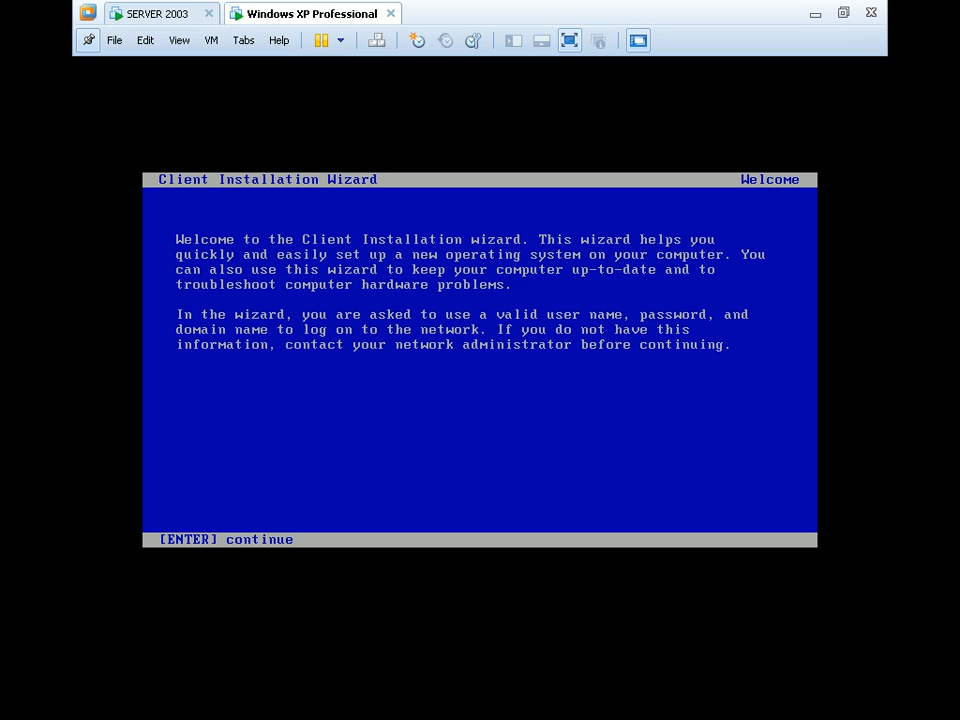 SERVER 2003 Windows XP Professional
File Edit View VM Tabs Help
Client Installation Wizard Welcome
Welcome to the Client Installation wizard. This wizard helps you
quickly and easily set up a new operating system on your computer. You
can also use this wizard to keep your computer up-to-date and to
troubleshoot computer hardware problems.
In the wizard, you are asked to use a valid user name, password, and
domain name to log on to the network. If you do not have this
information, contact your network administrator before continuing.
[ENTER] continue